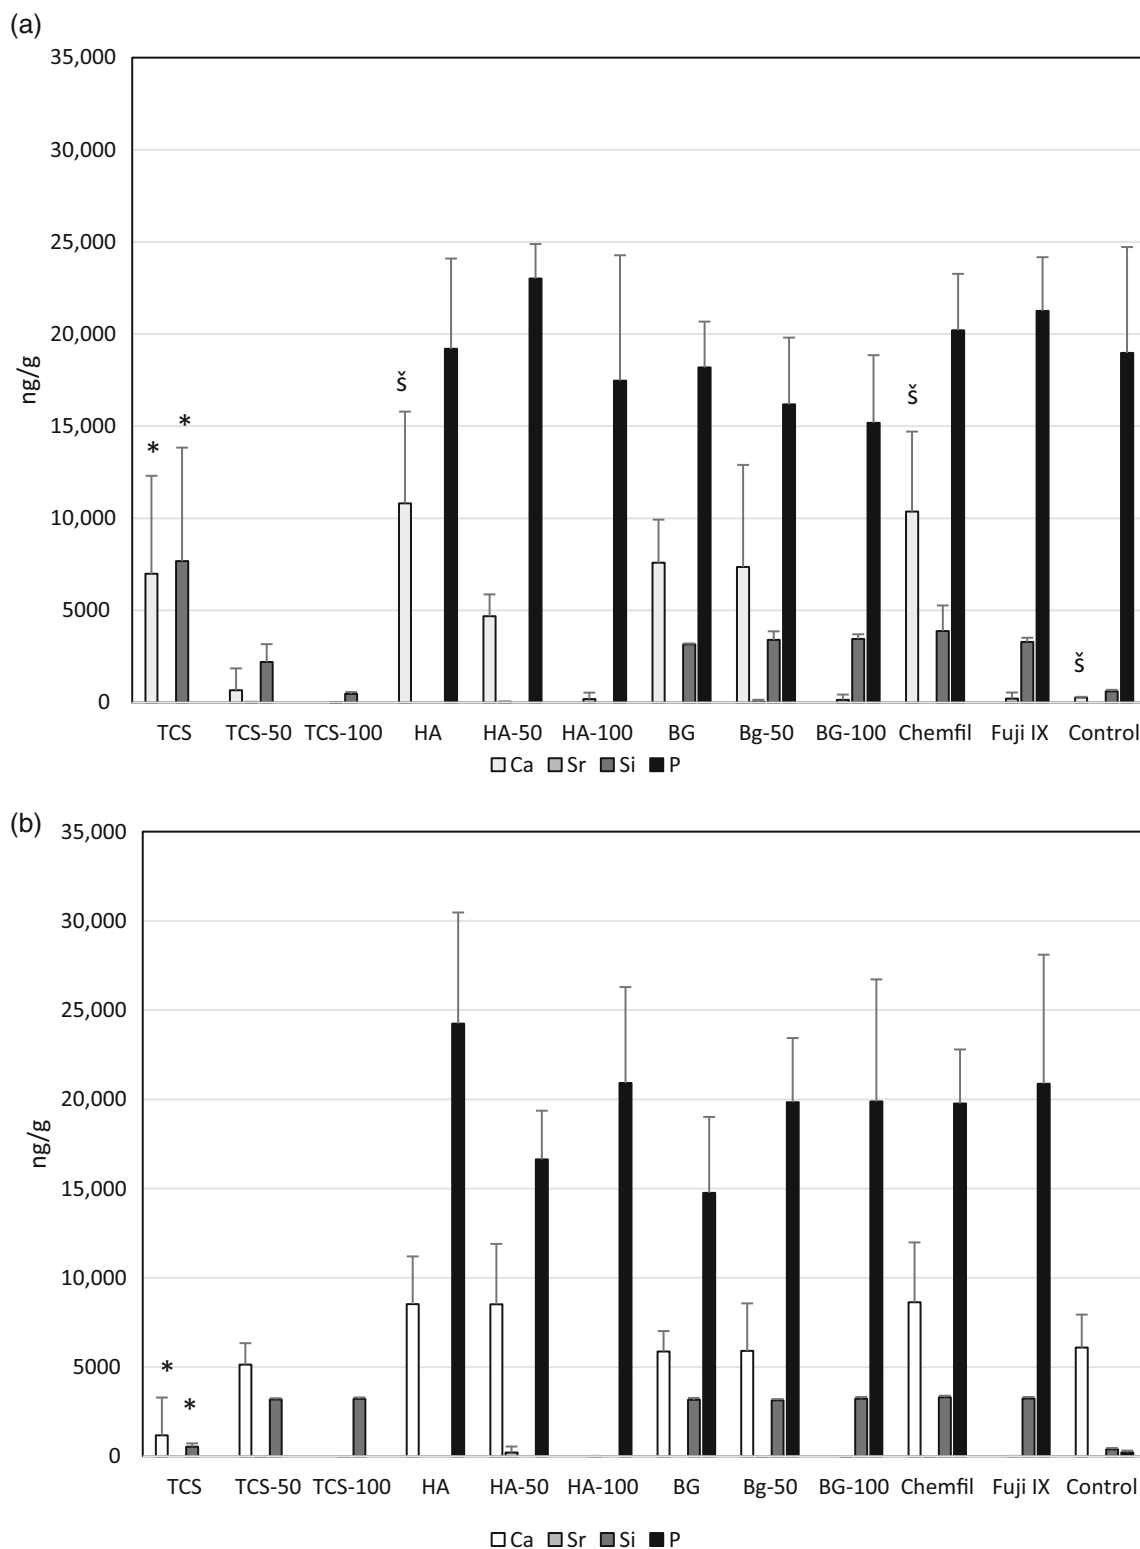 (a)
35,000
30,000
25,000
20,000
15,000
10,000
5000
0
ng/g
* * š š š
TCS TCS-50 TCS-100 HA HA-50 HA-100 BG Bg-50 BG-100 Chemfil Fuji IX Control
Ca Sr Si P
(b)
35,000
30,000
25,000
20,000
15,000
10,000
5000
0
ng/g
* *
TCS TCS-50 TCS-100 HA HA-50 HA-100 BG Bg-50 BG-100 Chemfil Fuji IX Control
Ca Sr Si P